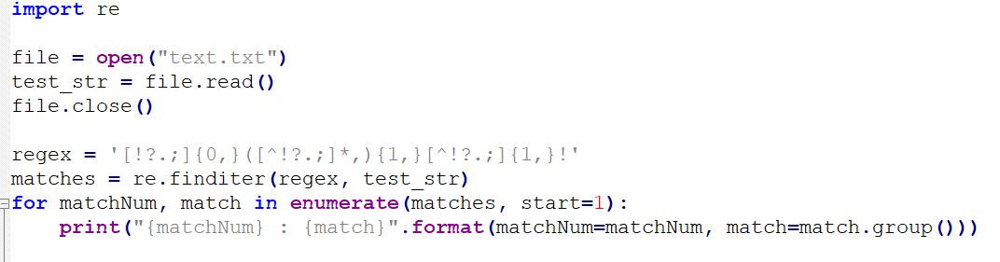 import re
file = open("text.txt")
test_str = file.read()
file.close()
regex = '[!?.;]{0,}([^!?.;]*,){1,}[^!?.;]{1,}!'
matches = re.finditer(regex, test_str)
for matchNum, match in enumerate(matches, start=1):
    print("{matchNum} : {match}".format(matchNum=matchNum, match=match.group()))